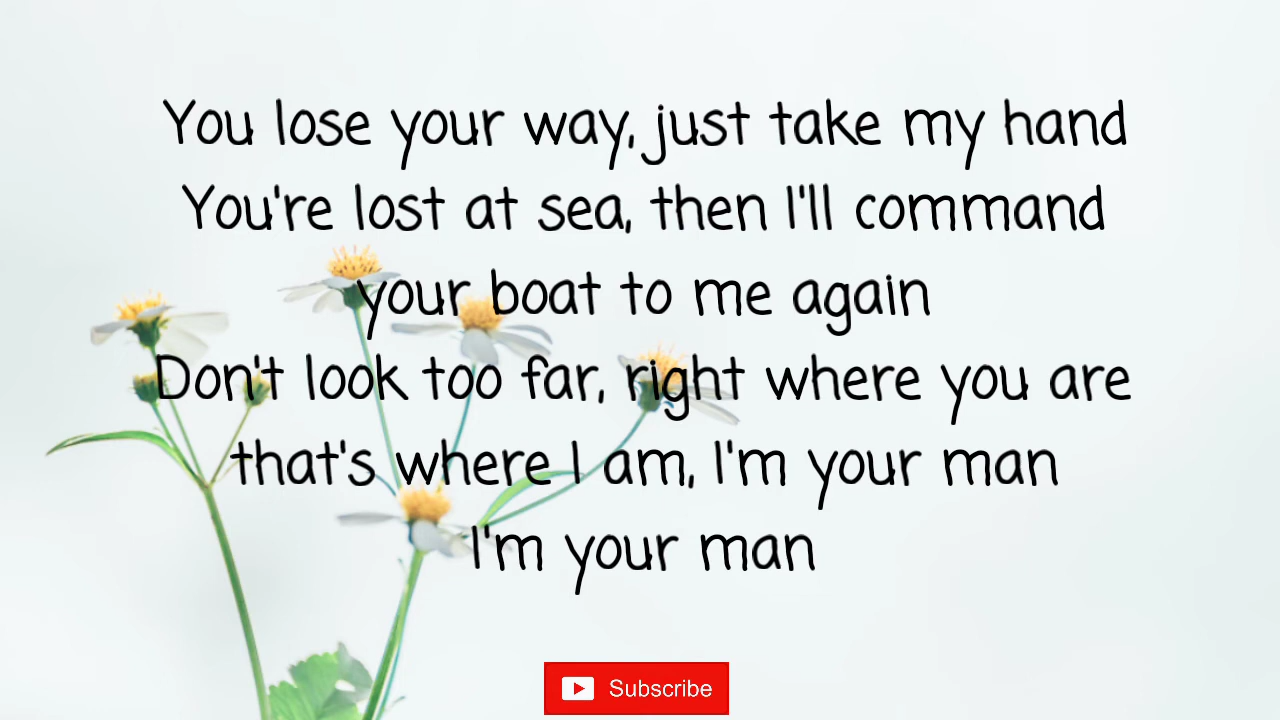 You lose your way, just take my hand
You're lost at sea, then I'll command
your boat to me again
Don't look too far, right where you are
that's where I am, I'm your man
I'm your man
Subscribe